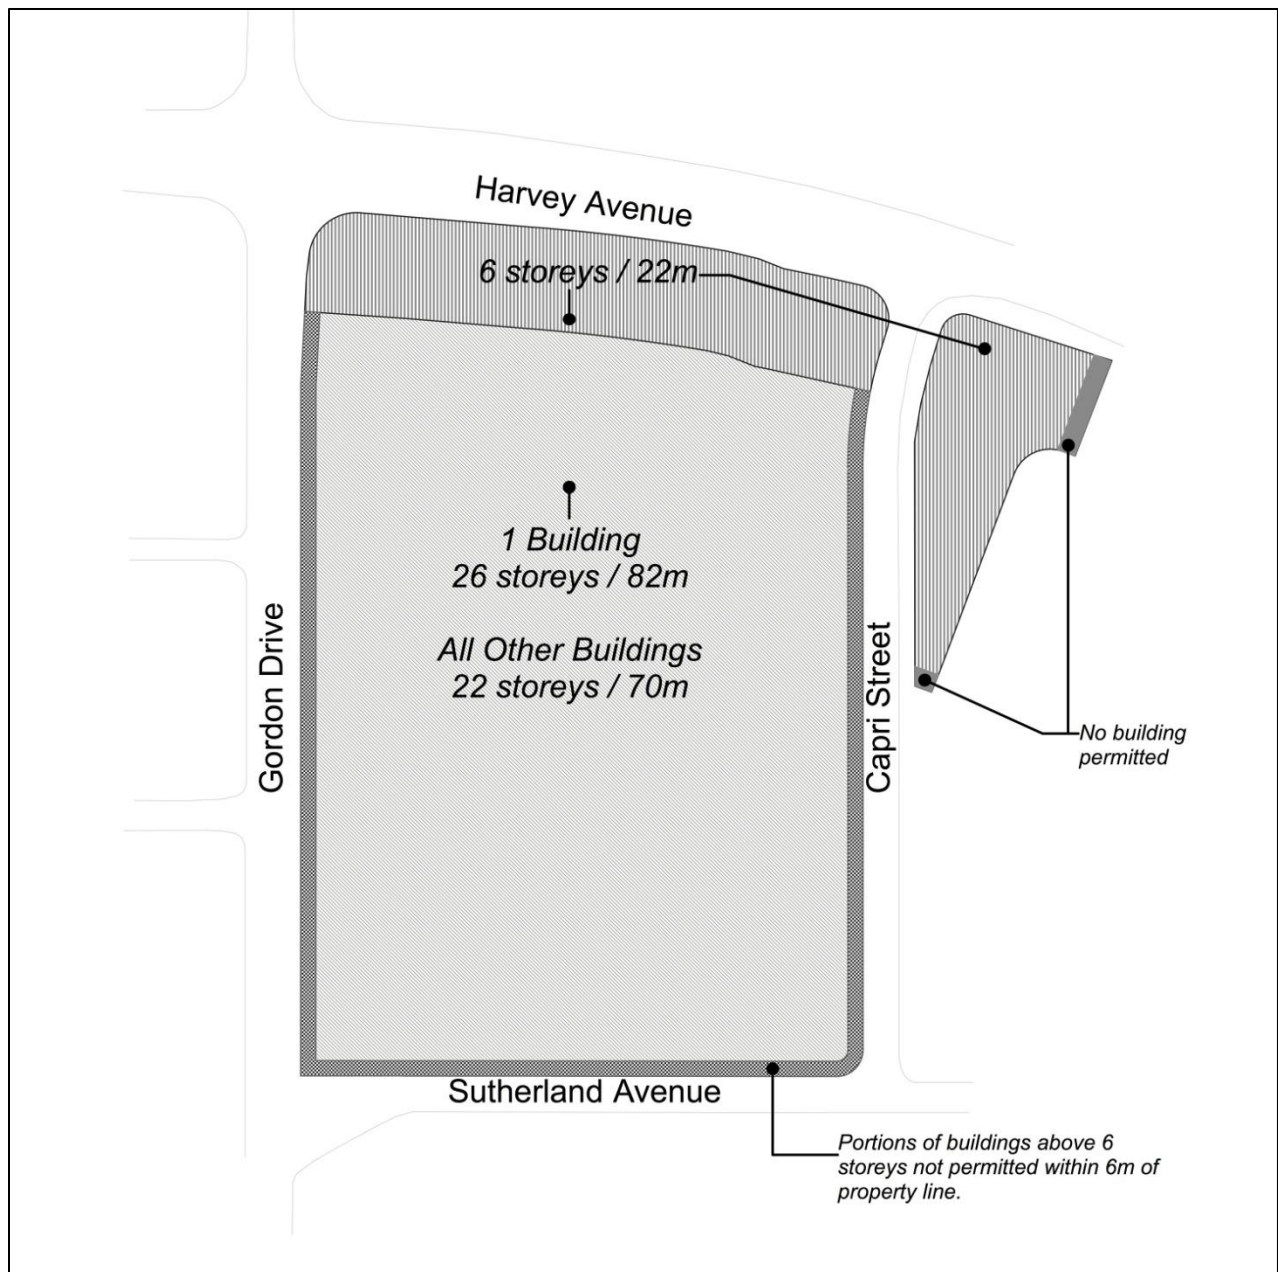 Harvey Avenue
6 storeys / 22m
1 Building
26 storeys / 82m
All Other Buildings
22 storeys / 70m
Gordon Drive
Capri Street
No building
permitted
Sutherland Avenue
Portions of buildings above 6
storeys not permitted within 6m of
property line.